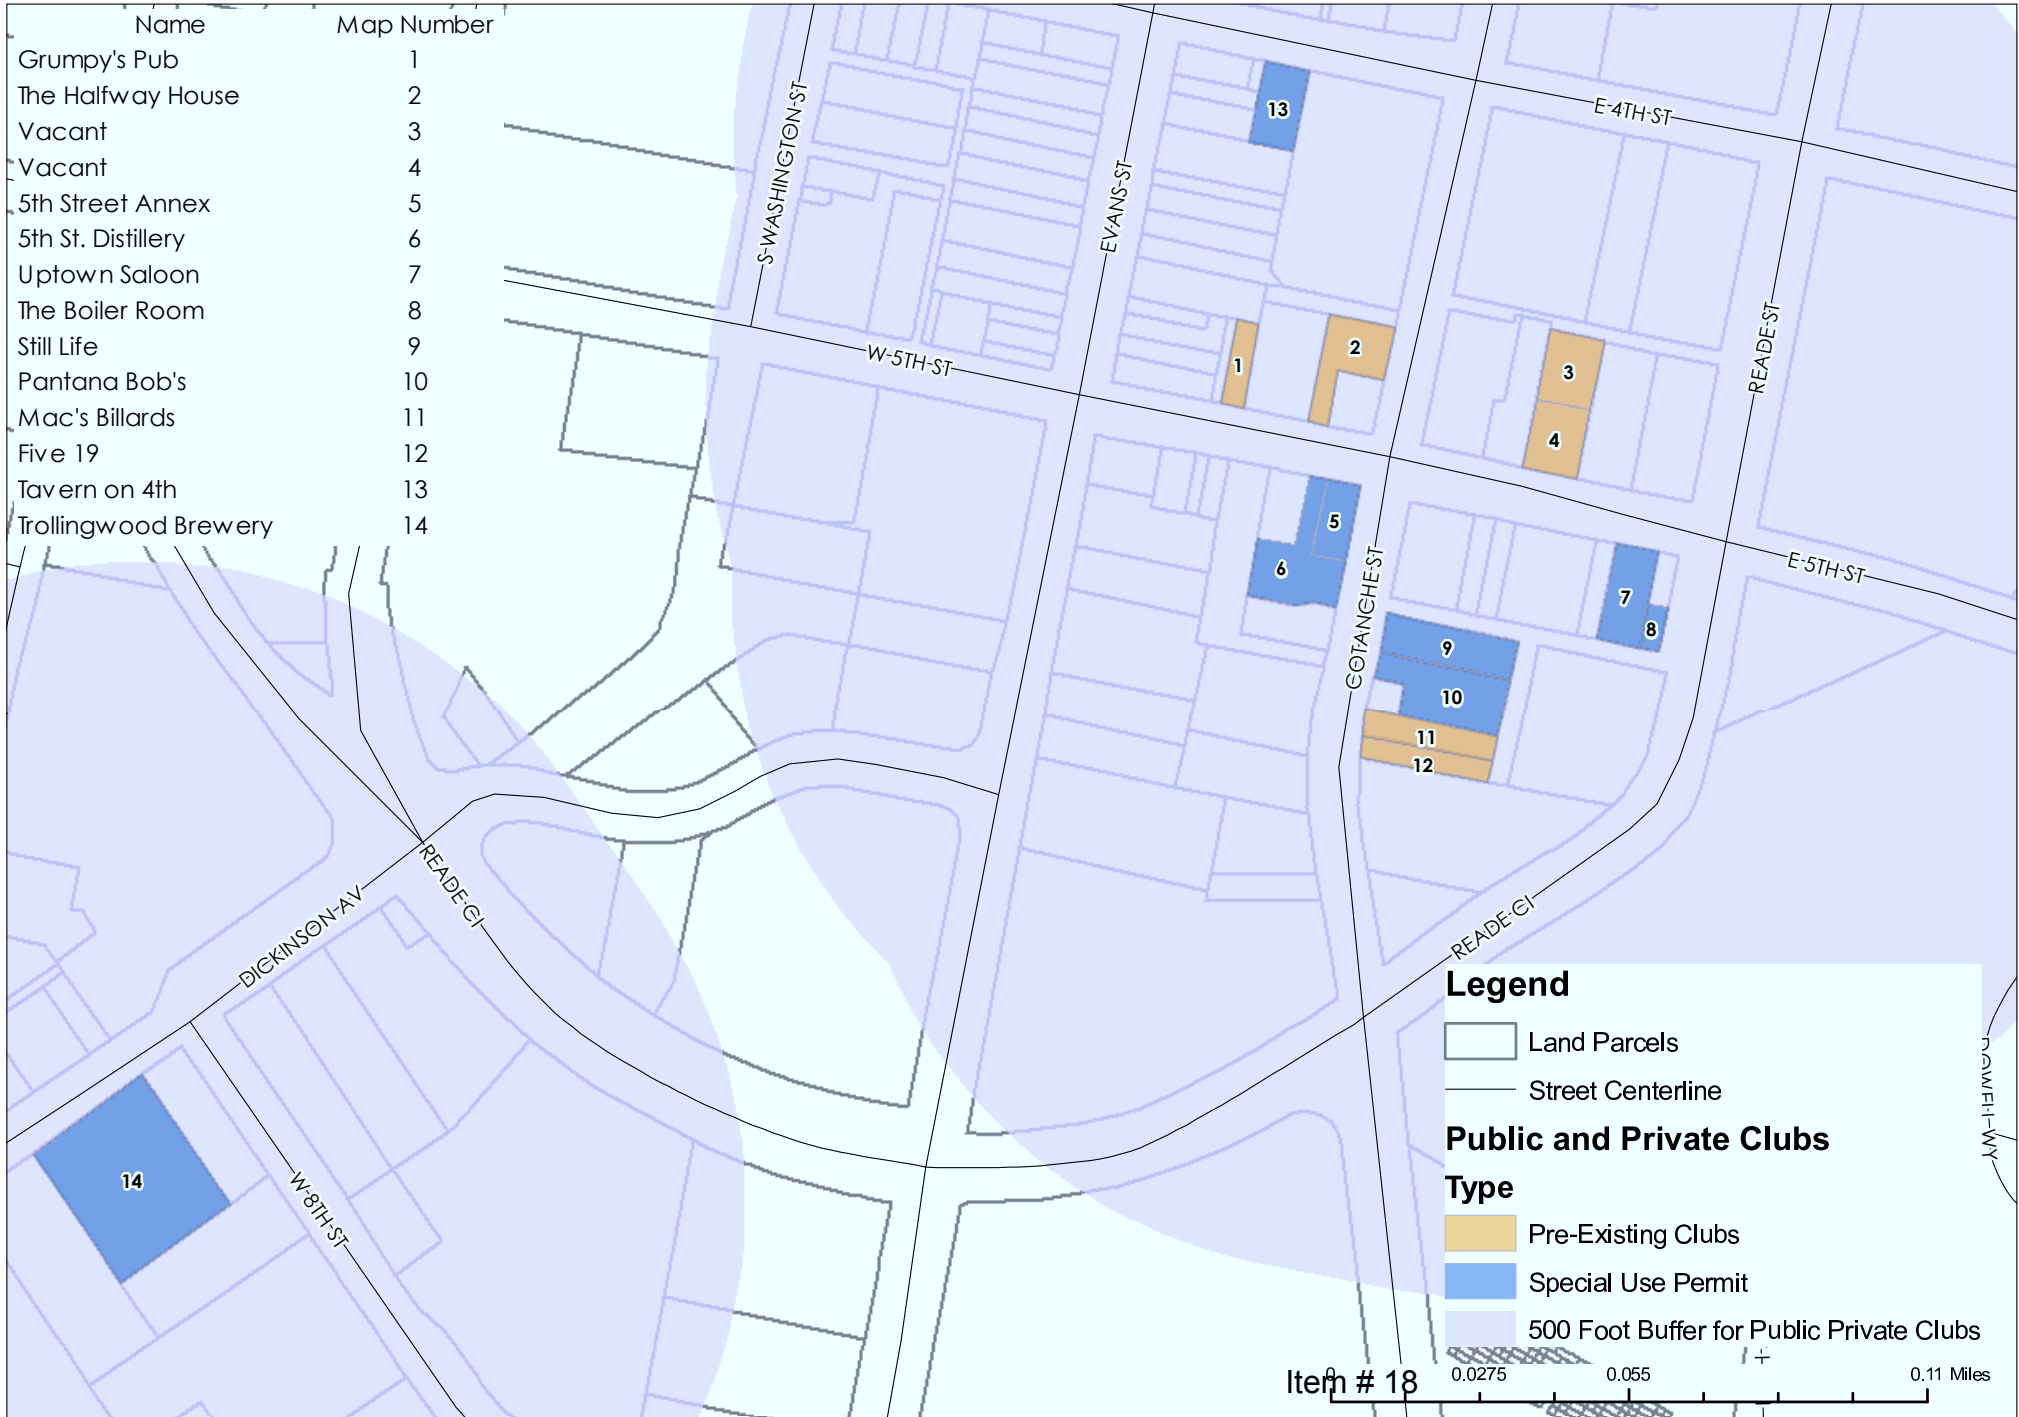 Name Map Number
Grumpy's Pub 1
The Halfway House 2
Vacant 3
Vacant 4
5th Street Annex 5
5th St. Distillery 6
Uptown Saloon 7
The Boiler Room 8
Still Life 9
Pantana Bob's 10
Mac's Billards 11
Five 19 12
Tavern on 4th 13
Trollingwood Brewery 14
S WASHINGTON ST
EVANS ST
13
E 4TH ST
READE ST
W 5TH ST
1
2
3
4
5
6
COTANCHE ST
E 5TH ST
7
8
9
10
11
12
READE CI
DICKINSON AV
READE CI
14
W 8TH ST
Legend
Land Parcels
Street Centerline
Public and Private Clubs
Type
Pre-Existing Clubs
Special Use Permit
500 Foot Buffer for Public Private Clubs
Item # 18
0 0.0275 0.055 0.11 Miles